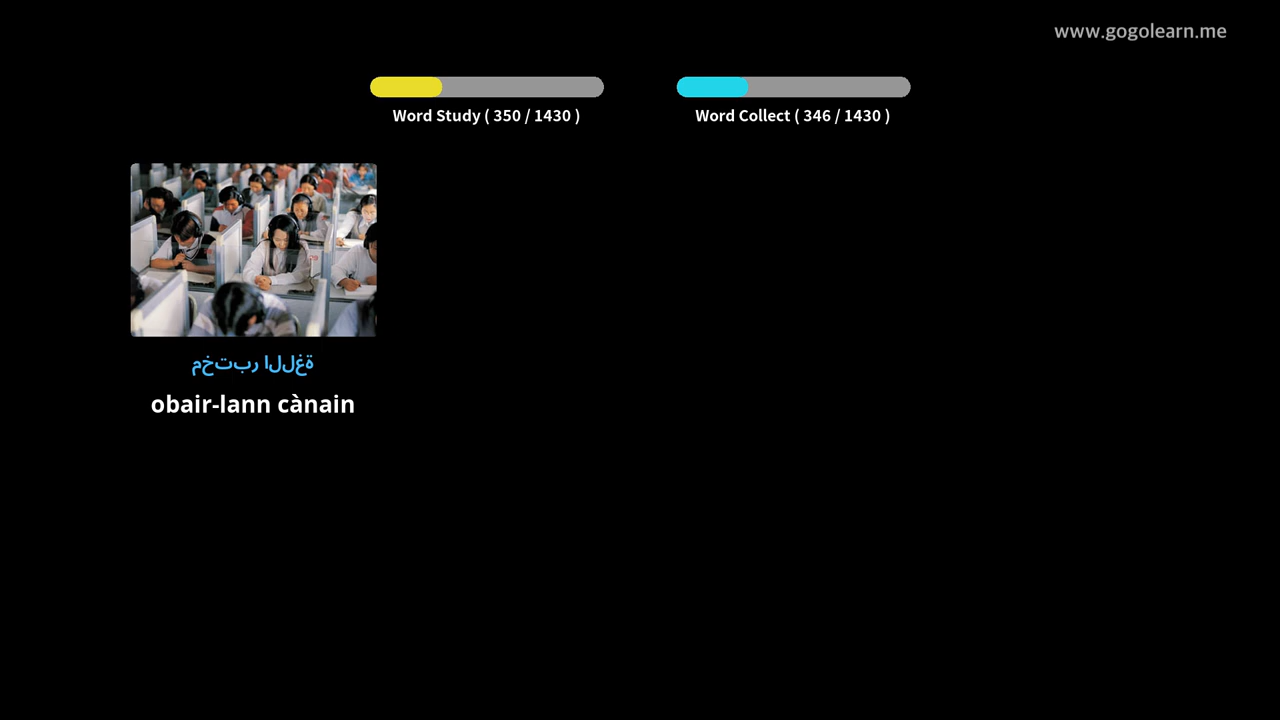 www.gogolearn.me
Word Study ( 350 / 1430 )
Word Collect ( 346 / 1430 )
مختبر اللغة
obair-lann cànain